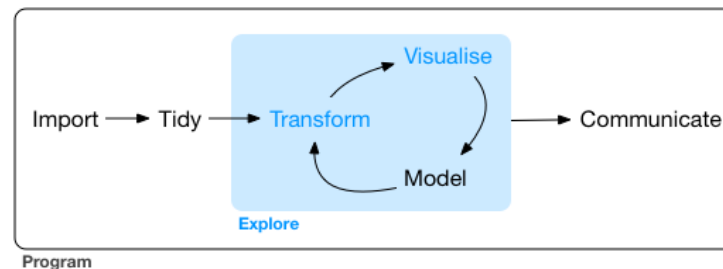 Visualise
Import
Tidy
Transform
Communicate
Model
Explore
Program